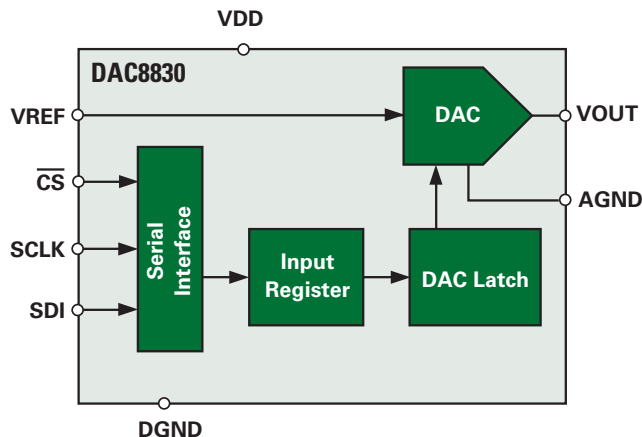 VDD
DAC8830
VREF
DAC
VOUT
CS
AGND
SCLK
Serial
Interface
Input
Register
DAC Latch
SDI
DGND